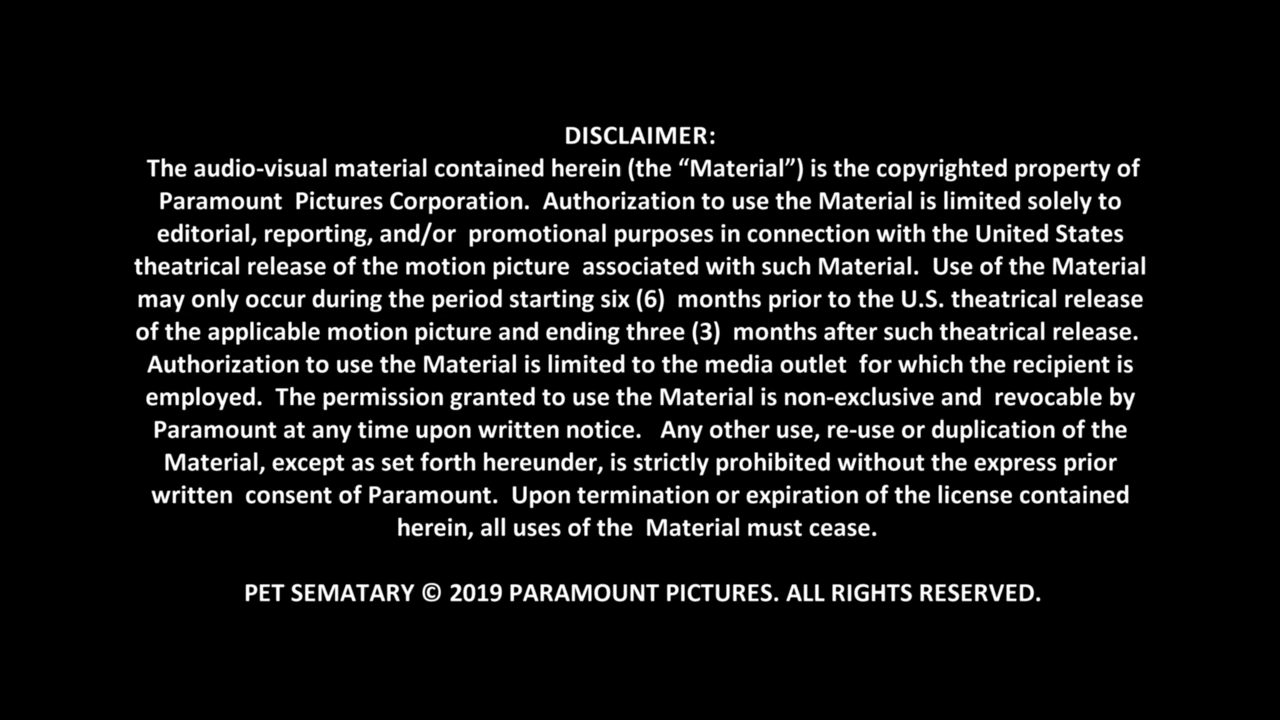 DISCLAIMER:
The audio-visual material contained herein (the “Material”) is the copyrighted property of
Paramount  Pictures Corporation.  Authorization to use the Material is limited solely to
editorial, reporting, and/or  promotional purposes in connection with the United States
theatrical release of the motion picture  associated with such Material.  Use of the Material
may only occur during the period starting six (6)  months prior to the U.S. theatrical release
of the applicable motion picture and ending three (3)  months after such theatrical release.
Authorization to use the Material is limited to the media outlet  for which the recipient is
employed.  The permission granted to use the Material is non-exclusive and  revocable by
Paramount at any time upon written notice.   Any other use, re-use or duplication of the
Material, except as set forth hereunder, is strictly prohibited without the express prior
written  consent of Paramount.  Upon termination or expiration of the license contained
herein, all uses of the  Material must cease.
PET SEMATARY © 2019 PARAMOUNT PICTURES. ALL RIGHTS RESERVED.